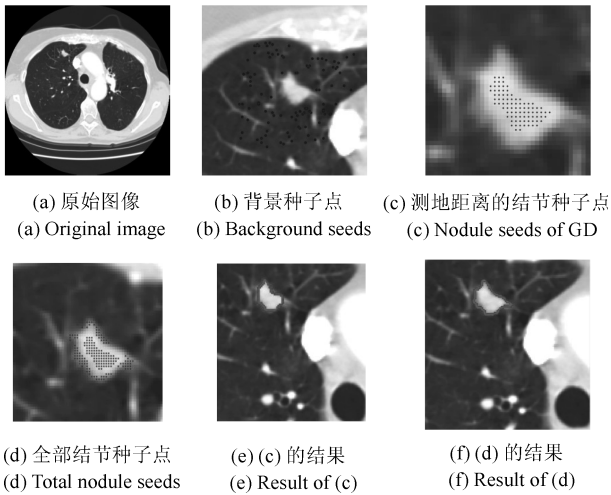 (a) 原始图像
(a) Original image
(b) 背景种子点
(b) Background seeds
(c) 测地距离的结节种子点
(c) Nodule seeds of GD
(d) 全部结节种子点
(d) Total nodule seeds
(e) (c) 的结果
(e) Result of (c)
(f) (d) 的结果
(f) Result of (d)